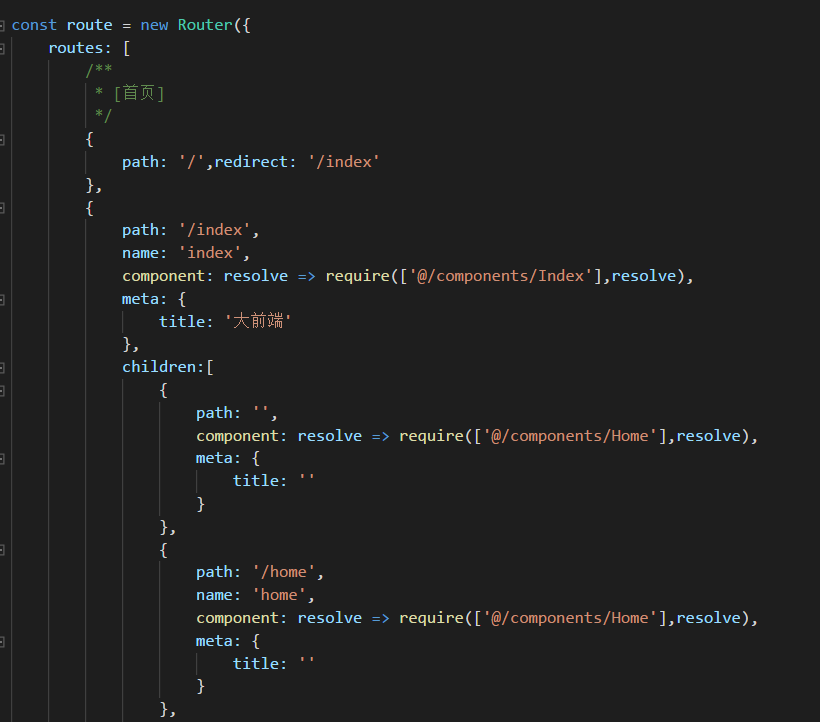 const route = new Router({
    routes: [
        /**
         * [首页]
         */
        {
            path: '/',redirect: '/index'
        },
        {
            path: '/index',
            name: 'index',
            component: resolve => require(['@/components/Index'],resolve),
            meta: {
                title: '大前端'
            },
            children:[
                {
                    path: '',
                    component: resolve => require(['@/components/Home'],resolve),
                    meta: {
                        title: ''
                    }
                },
                {
                    path: '/home',
                    name: 'home',
                    component: resolve => require(['@/components/Home'],resolve),
                    meta: {
                        title: ''
                    }
                },